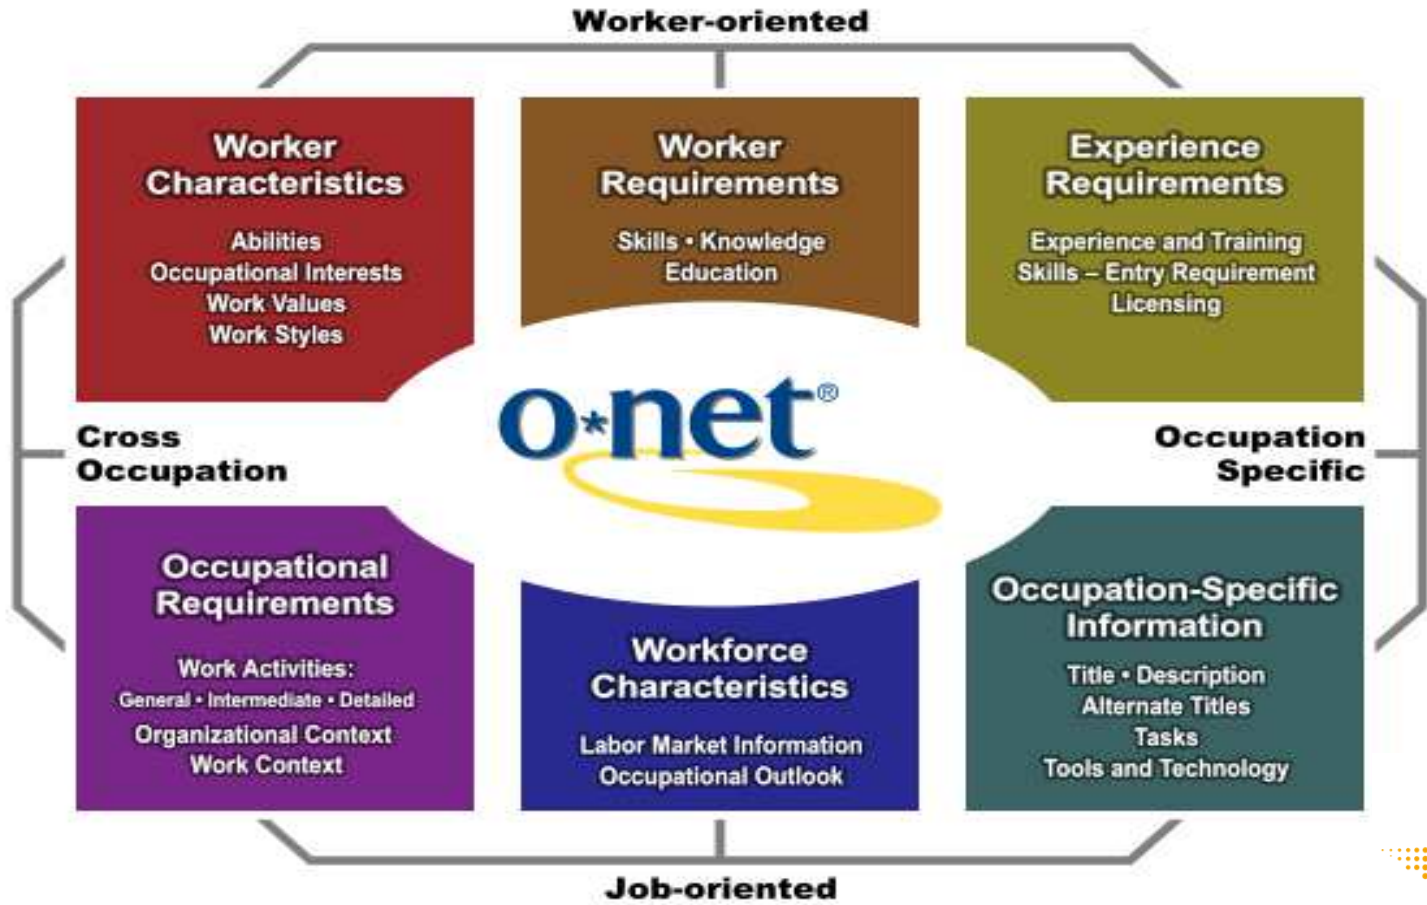 Worker-oriented
Worker
Characteristics
Abilities
Occupational Interests
Work Values
Work Styles
Worker
Requirements
Skills • Knowledge
Education
Experience
Requirements
Experience and Training
Skills – Entry Requirement
Licensing
Cross
Occupation
o*net®
Occupation
Specific
Occupational
Requirements
Work Activities:
General • Intermediate • Detailed
Organizational Context
Work Context
Workforce
Characteristics
Labor Market Information
Occupational Outlook
Occupation-Specific
Information
Title • Description
Alternate Titles
Tasks
Tools and Technology
Job-oriented